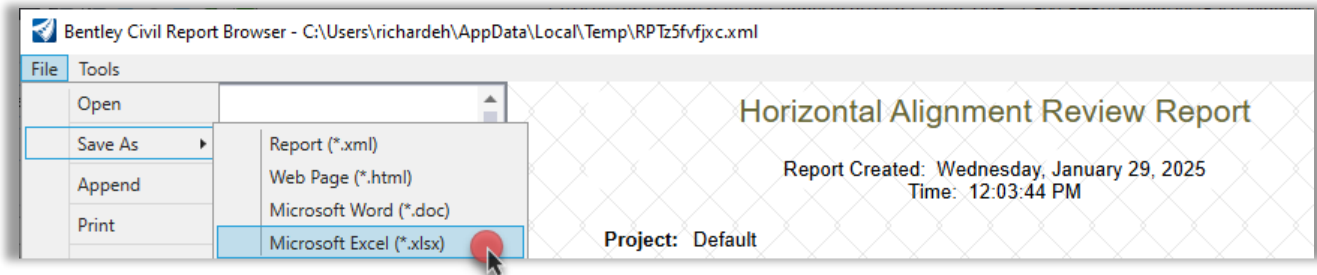 Bentley Civil Report Browser - C:\Users\richardeh\AppData\Local\Temp\RPTz5fvfjxc.xml
File Tools
Open
Save As
Append
Print
Report (*.xml)
Web Page (*.html)
Microsoft Word (*.doc)
Microsoft Excel (*.xlsx)
Horizontal Alignment Review Report
Report Created: Wednesday, January 29, 2025
Time: 12:03:44 PM
Project: Default